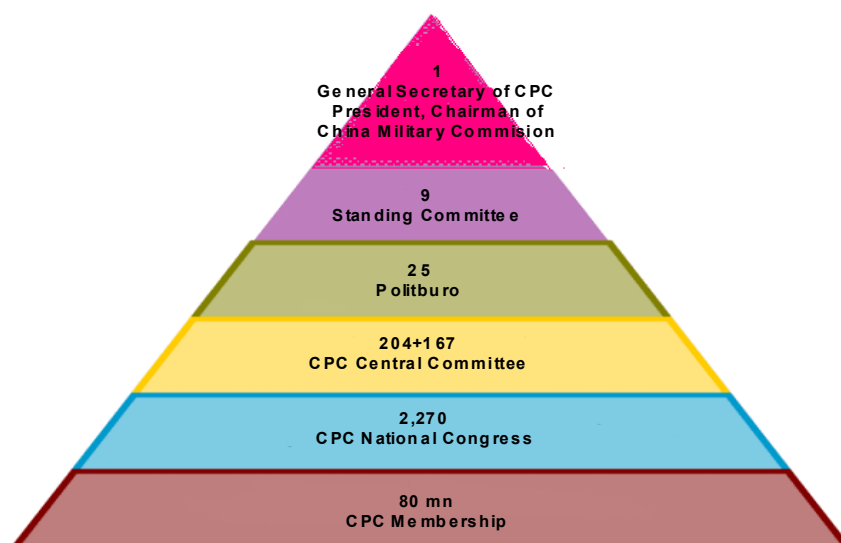 1
General Secretary of CPC
President, Chairman of
China Military Commision
9
Standing Committee
25
Politburo
204+167
CPC Central Committee
2,270
CPC National Congress
80 mn
CPC Membership